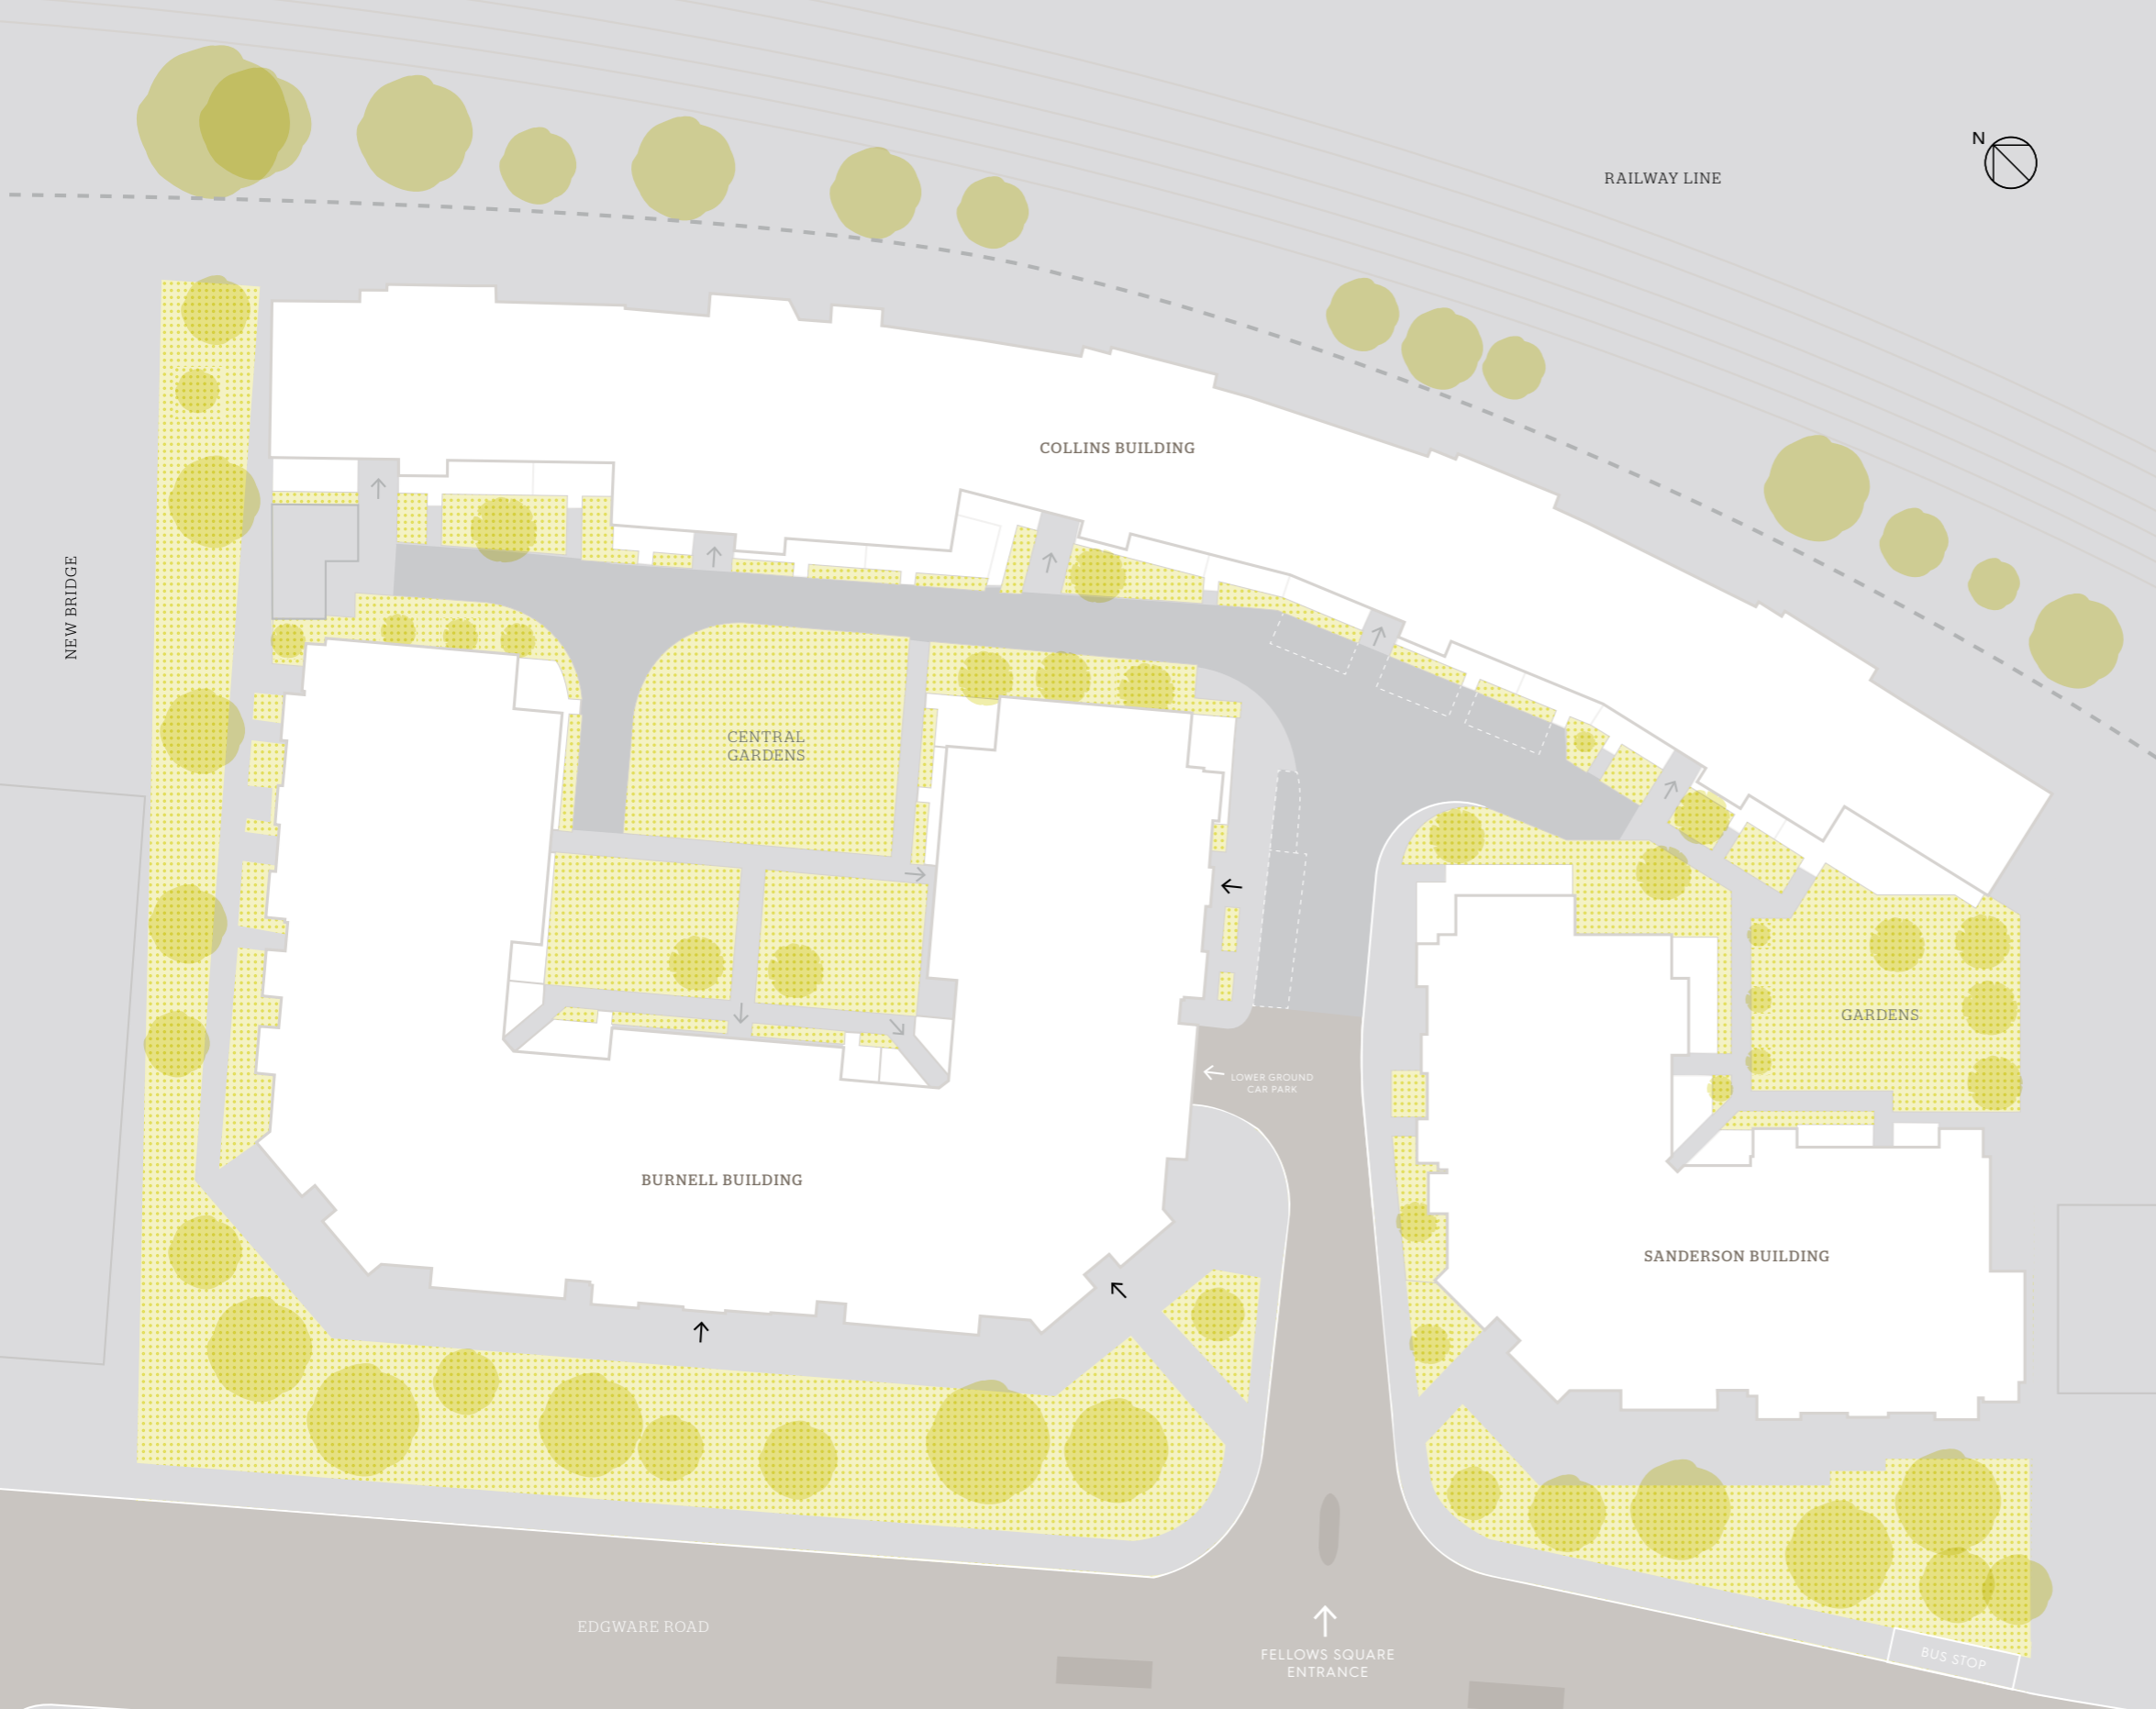 N
RAILWAY LINE
COLLINS BUILDING
NEW BRIDGE
CENTRAL
GARDENS
GARDENS
LOWER GROUND
CAR PARK
BURNELL BUILDING
SANDERSON BUILDING
EDGWARE ROAD
FELLOWS SQUARE
ENTRANCE
BUS STOP